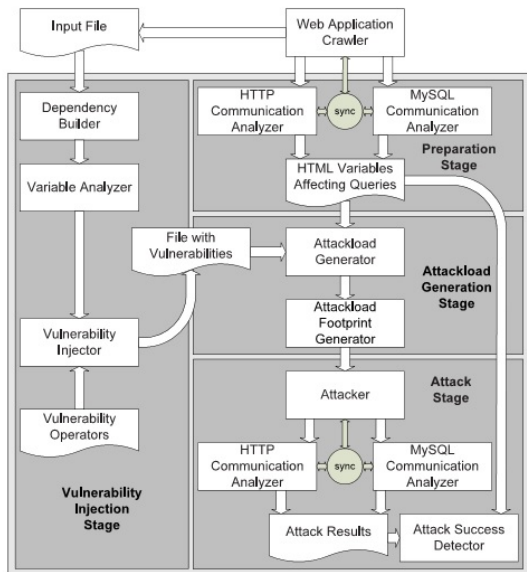 Input File
Web Application
Crawler
Dependency
Builder
Variable Analyzer
Vulnerability
Injector
Vulnerability
Operators
Vulnerability
Injection
Stage
File with
Vulnerabilities
HTTP
Communication
Analyzer
sync
MySQL
Communication
Analyzer
Preparation
Stage
HTML Variables
Affecting Queries
Attackload
Generator
Attackload
Generation
Stage
Attackload
Footprint
Generator
Attack
Stage
Attacker
HTTP
Communication
Analyzer
sync
MySQL
Communication
Analyzer
Attack Results
Attack Success
Detector